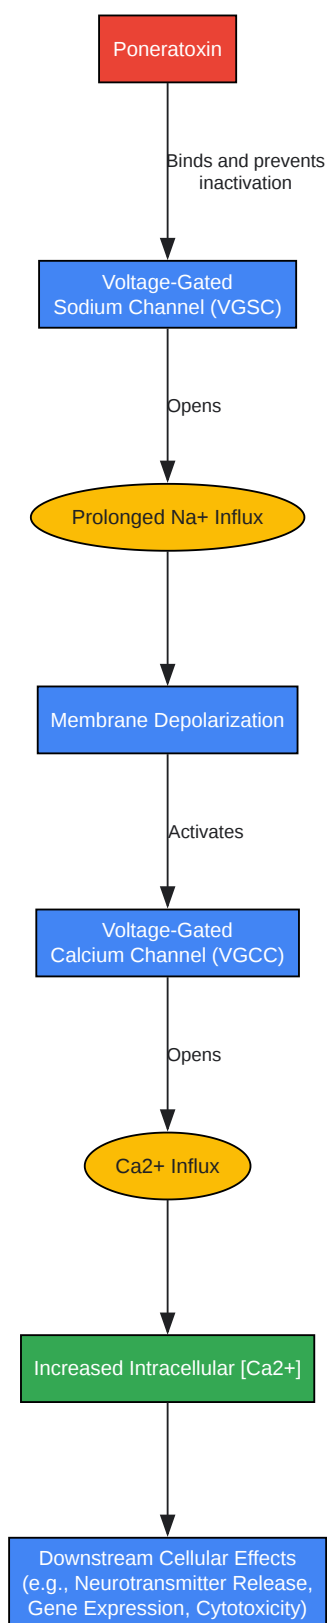 Poneratoxin
Binds and prevents
inactivation
Voltage-Gated
Sodium Channel (VGSC)
Opens
Prolonged Na+ Influx
Membrane Depolarization
Activates
Voltage-Gated
Calcium Channel (VGCC)
Opens
Ca2+ Influx
Increased Intracellular [Ca2+]
Downstream Cellular Effects
(e.g., Neurotransmitter Release,
Gene Expression, Cytotoxicity)